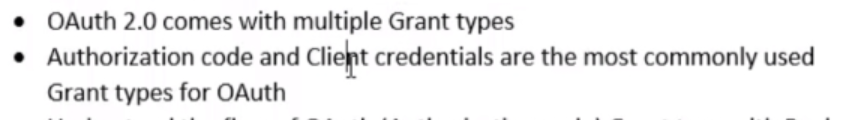 • OAuth 2.0 comes with multiple Grant types
• Authorization code and Client credentials are the most commonly used
Grant types for OAuth